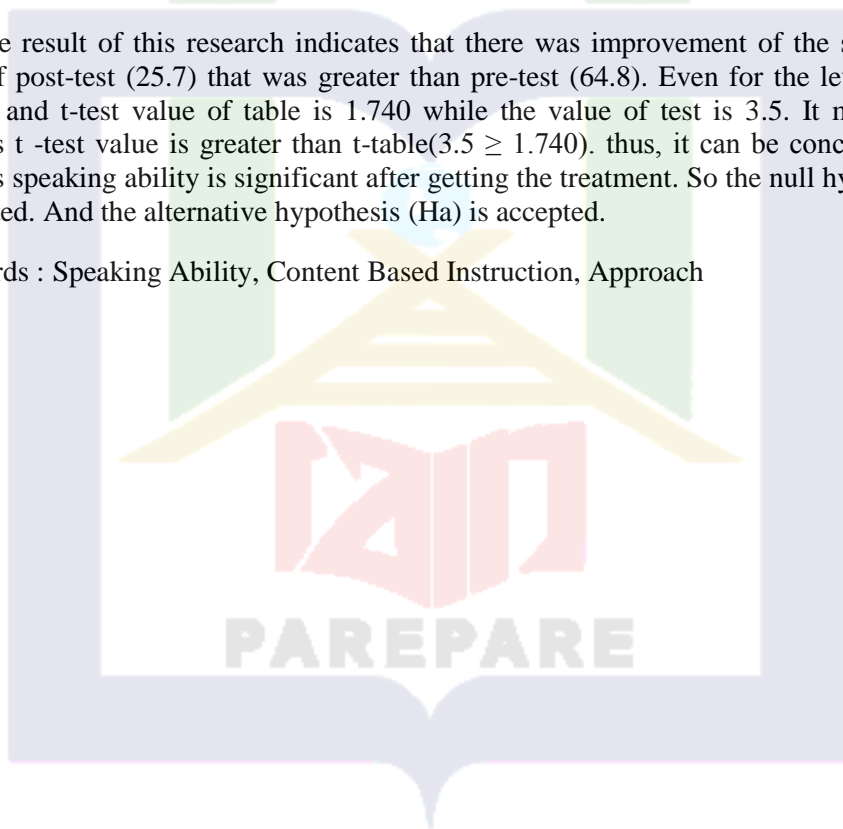 e result of this research indicates that there was improvement of the s
f post-test (25.7) that was greater than pre-test (64.8). Even for the le
and t-test value of table is 1.740 while the value of test is 3.5. It m
s t -test value is greater than t-table(3.5 ≥ 1.740). thus, it can be conc
s speaking ability is significant after getting the treatment. So the null hy
ed. And the alternative hypothesis (Ha) is accepted.
rds : Speaking Ability, Content Based Instruction, Approach
PAREPARE